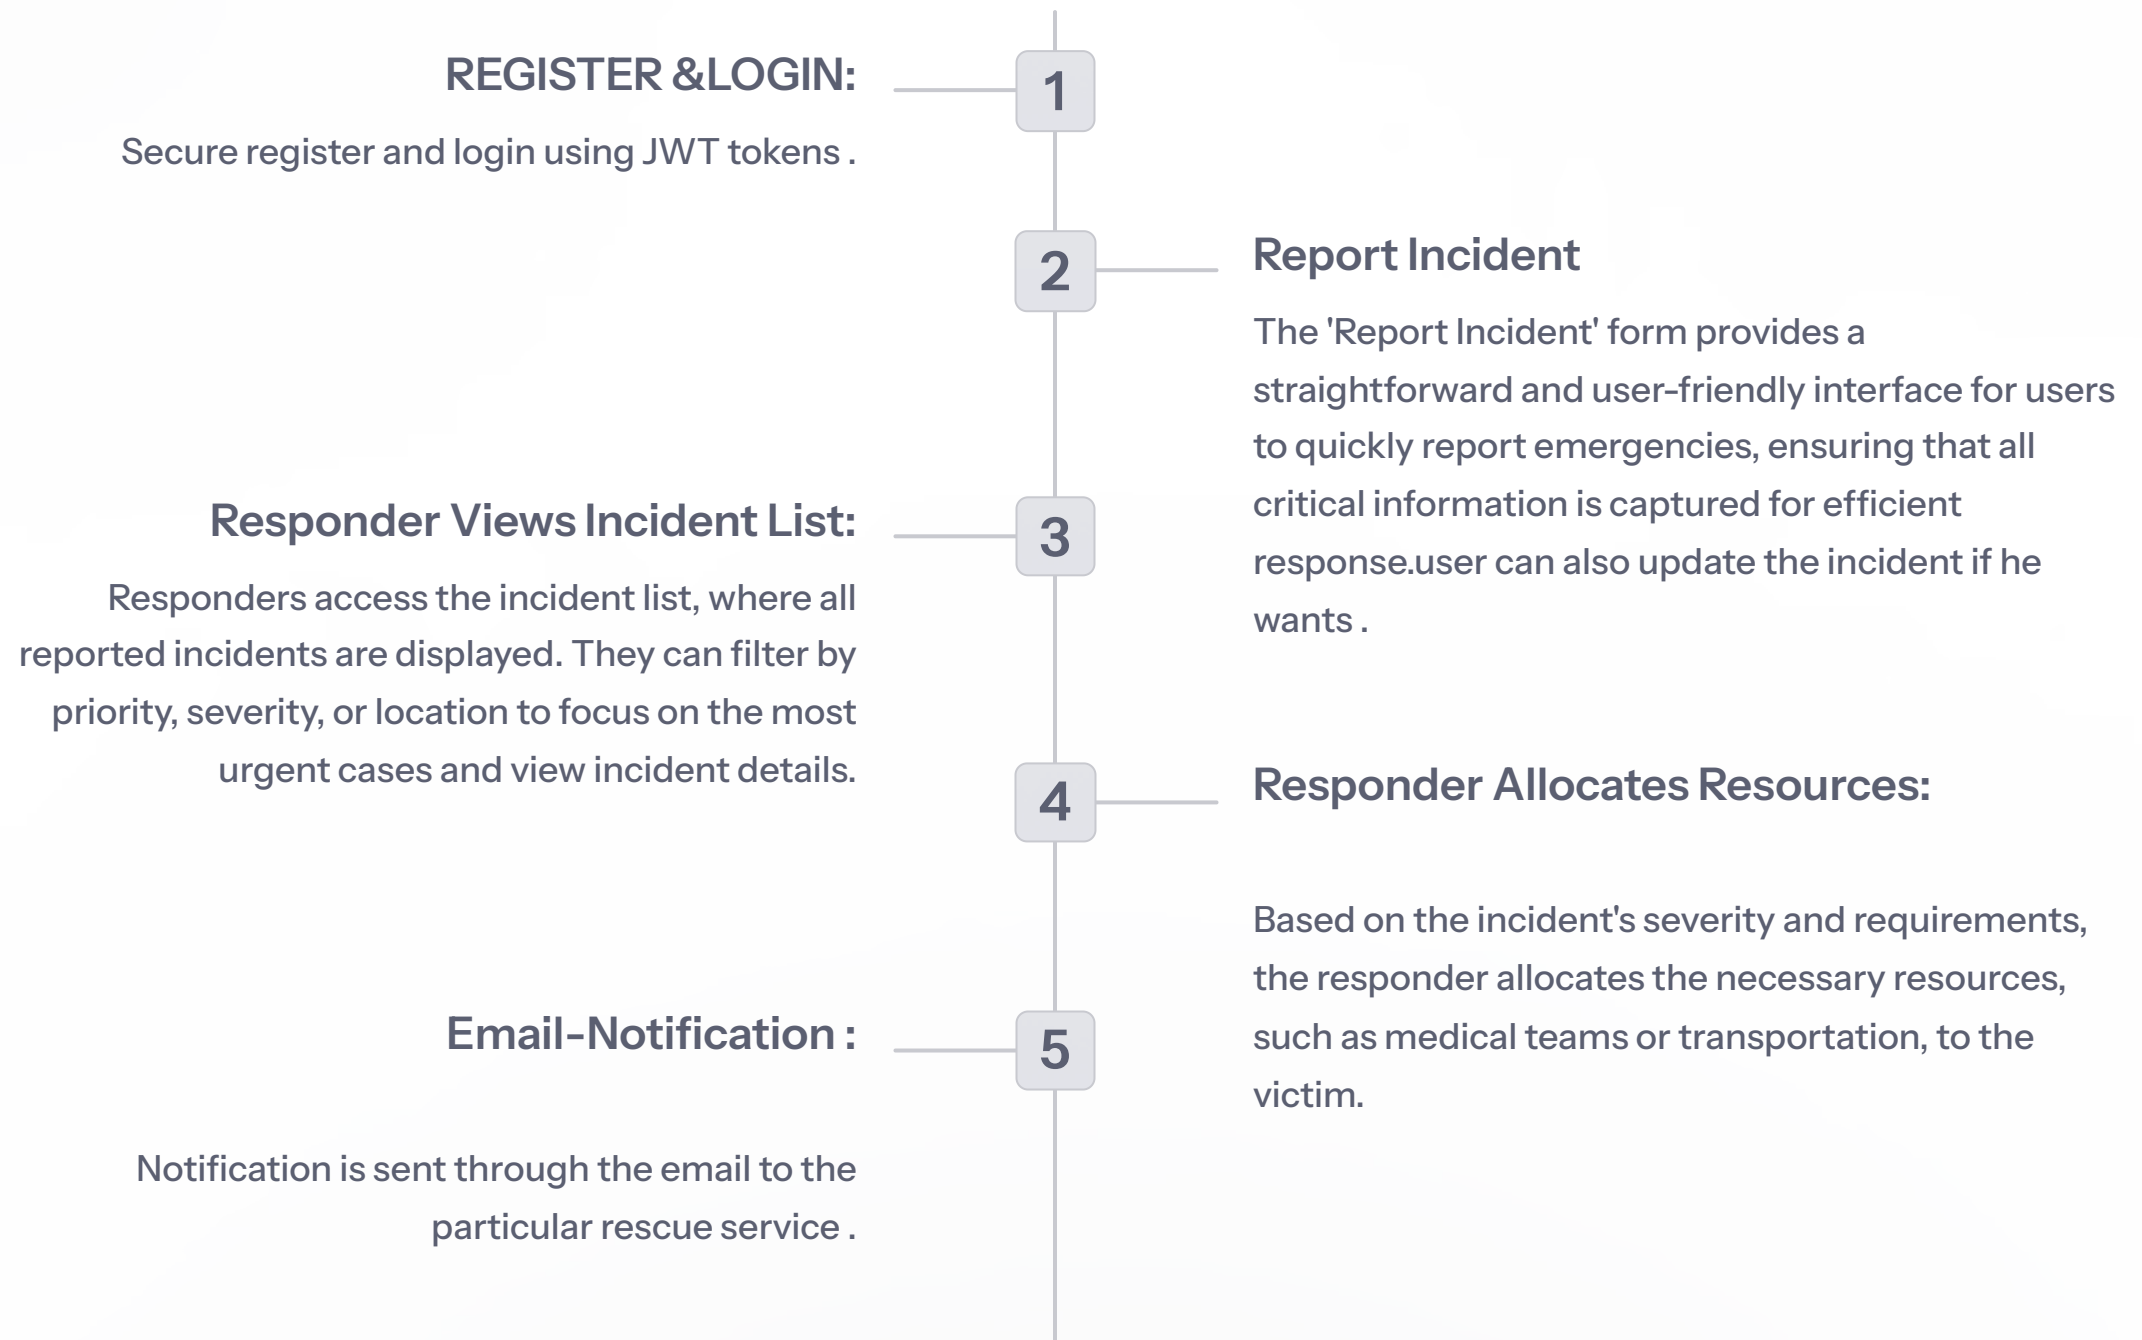 REGISTER &LOGIN:
Secure register and login using JWT tokens .
1
2
Report Incident
The 'Report Incident' form provides a
straightforward and user-friendly interface for users
to quickly report emergencies, ensuring that all
critical information is captured for efficient
response.user can also update the incident if he
wants .
Responder Views Incident List:
Responders access the incident list, where all
reported incidents are displayed. They can filter by
priority, severity, or location to focus on the most
urgent cases and view incident details.
3
4
Responder Allocates Resources:
Based on the incident's severity and requirements,
the responder allocates the necessary resources,
such as medical teams or transportation, to the
victim.
Email-Notification :
Notification is sent through the email to the
particular rescue service .
5